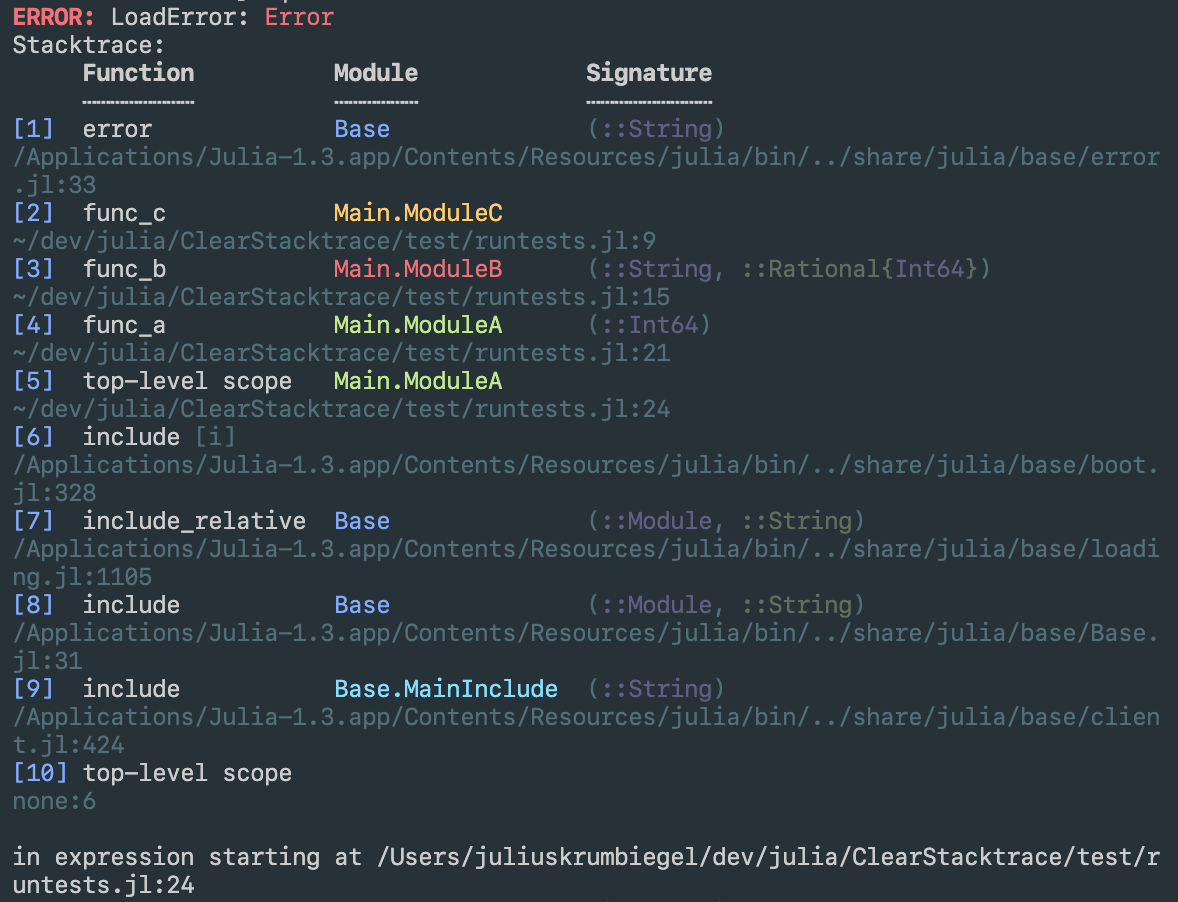 ERROR: LoadError: Error
Stacktrace:
Function Module Signature
[1] error Base (::String)
/Applications/Julia-1.3.app/Contents/Resources/julia/bin/../share/julia/base/error
.jl:33
[2] func_c Main.ModuleC
~/dev/julia/ClearStacktrace/test/runtests.jl:9
[3] func_b Main.ModuleB (::String, ::Rational{Int64})
~/dev/julia/ClearStacktrace/test/runtests.jl:15
[4] func_a Main.ModuleA (::Int64)
~/dev/julia/ClearStacktrace/test/runtests.jl:21
[5] top-level scope Main.ModuleA
~/dev/julia/ClearStacktrace/test/runtests.jl:24
[6] include [i]
/Applications/Julia-1.3.app/Contents/Resources/julia/bin/../share/julia/base/boot.
jl:328
[7] include_relative Base (::Module, ::String)
/Applications/Julia-1.3.app/Contents/Resources/julia/bin/../share/julia/base/loadi
ng.jl:1105
[8] include Base (::Module, ::String)
/Applications/Julia-1.3.app/Contents/Resources/julia/bin/../share/julia/base/Base.
jl:31
[9] include Base.MainInclude (::String)
/Applications/Julia-1.3.app/Contents/Resources/julia/bin/../share/julia/base/clien
t.jl:424
[10] top-level scope
none:6
in expression starting at /Users/juliuskrumbiegel/dev/julia/ClearStacktrace/test/r
untests.jl:24